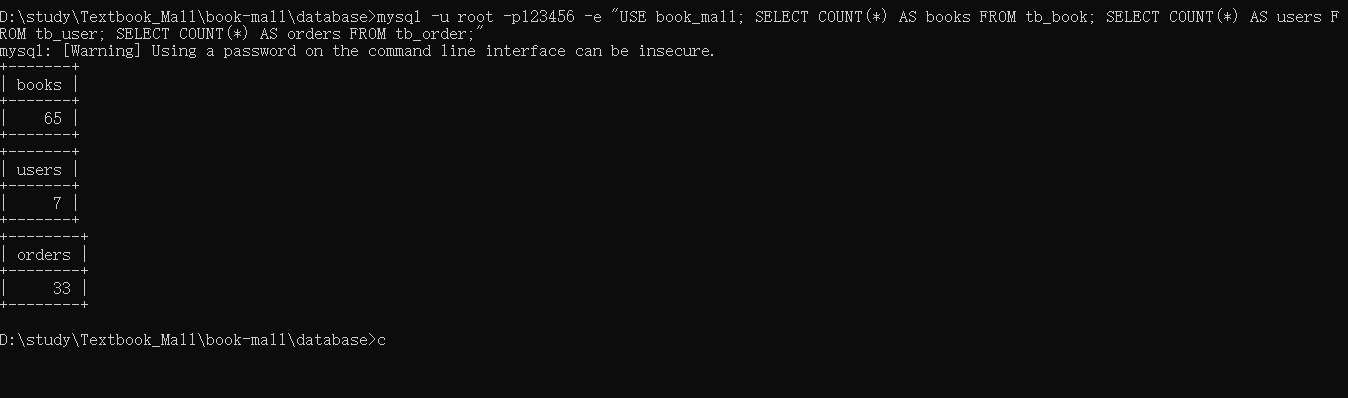 D:\study\Textbook_Mall\book-mall\database>mysql -u root -p123456 -e "USE book_mall; SELECT COUNT(*) AS books FROM tb_book; SELECT COUNT(*) AS users F
ROM tb_user; SELECT COUNT(*) AS orders FROM tb_order;"
mysql: [Warning] Using a password on the command line interface can be insecure.
+-------+
| books |
+-------+
|    65 |
+-------+
+-------+
| users |
+-------+
|     7 |
+-------+
+--------+
| orders |
+--------+
|     33 |
+--------+
D:\study\Textbook_Mall\book-mall\database>c